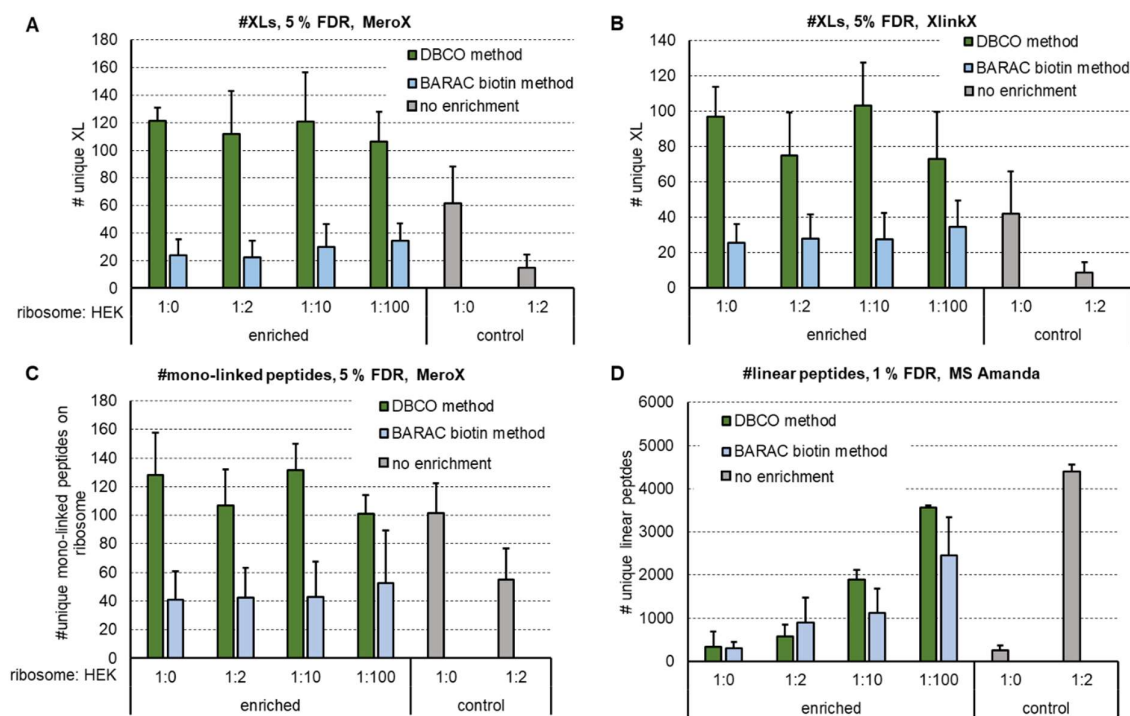 A
#XLs, 5 % FDR, MeroX
180
160
140
120
100
80
60
40
20
0
# unique XL
DBCO method
BARAC biotin method
no enrichment
ribosome: HEK
1:0 1:2 1:10 1:100 1:0 1:2
enriched control
B
#XLs, 5% FDR, XlinkX
140
120
100
80
60
40
20
0
# unique XL
DBCO method
BARAC biotin method
no enrichment
1:0 1:2 1:10 1:100 1:0 1:2
enriched control
C
#mono-linked peptides, 5 % FDR, MeroX
180
160
140
120
100
80
60
40
20
0
#unique mono-linked peptides on
ribosome
DBCO method
BARAC biotin method
no enrichment
ribosome: HEK
1:0 1:2 1:10 1:100 1:0 1:2
enriched control
D
#linear peptides, 1 % FDR, MS Amanda
6000
5000
4000
3000
2000
1000
0
# unique linear peptdes
DBCO method
BARAC biotin method
no enrichment
1:0 1:2 1:10 1:100 1:0 1:2
enriched control